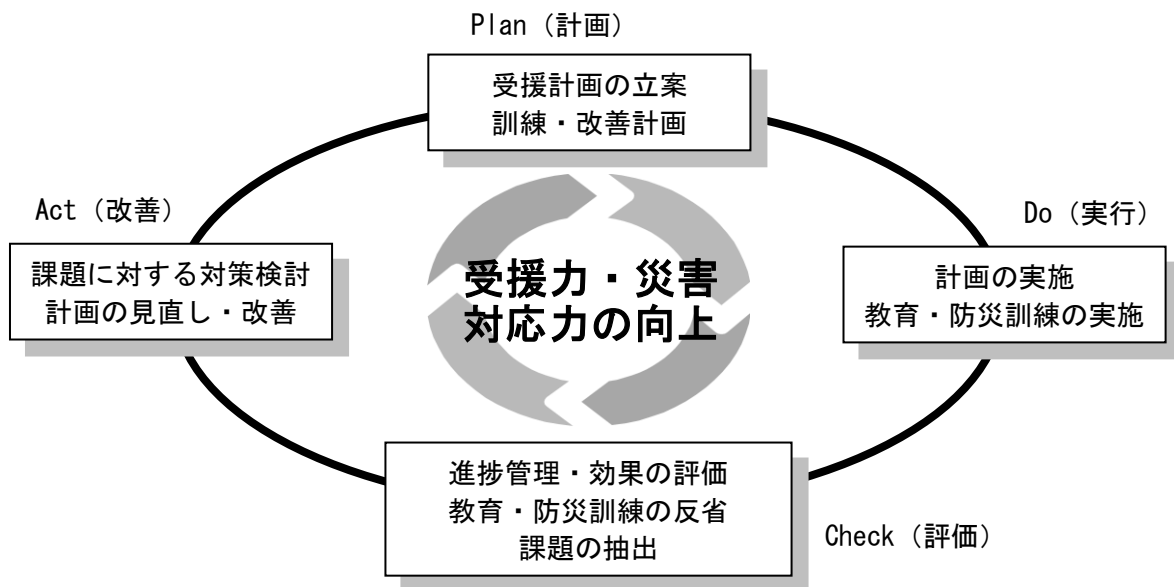 Plan（計画）
受援計画の立案
訓練・改善計画
Act（改善）
課題に対する対策検討
計画の見直し・改善
受援力・災害
対応力の向上
Do（実行）
計画の実施
教育・防災訓練の実施
進捗管理・効果の評価
教育・防災訓練の反省
課題の抽出
Check（評価）